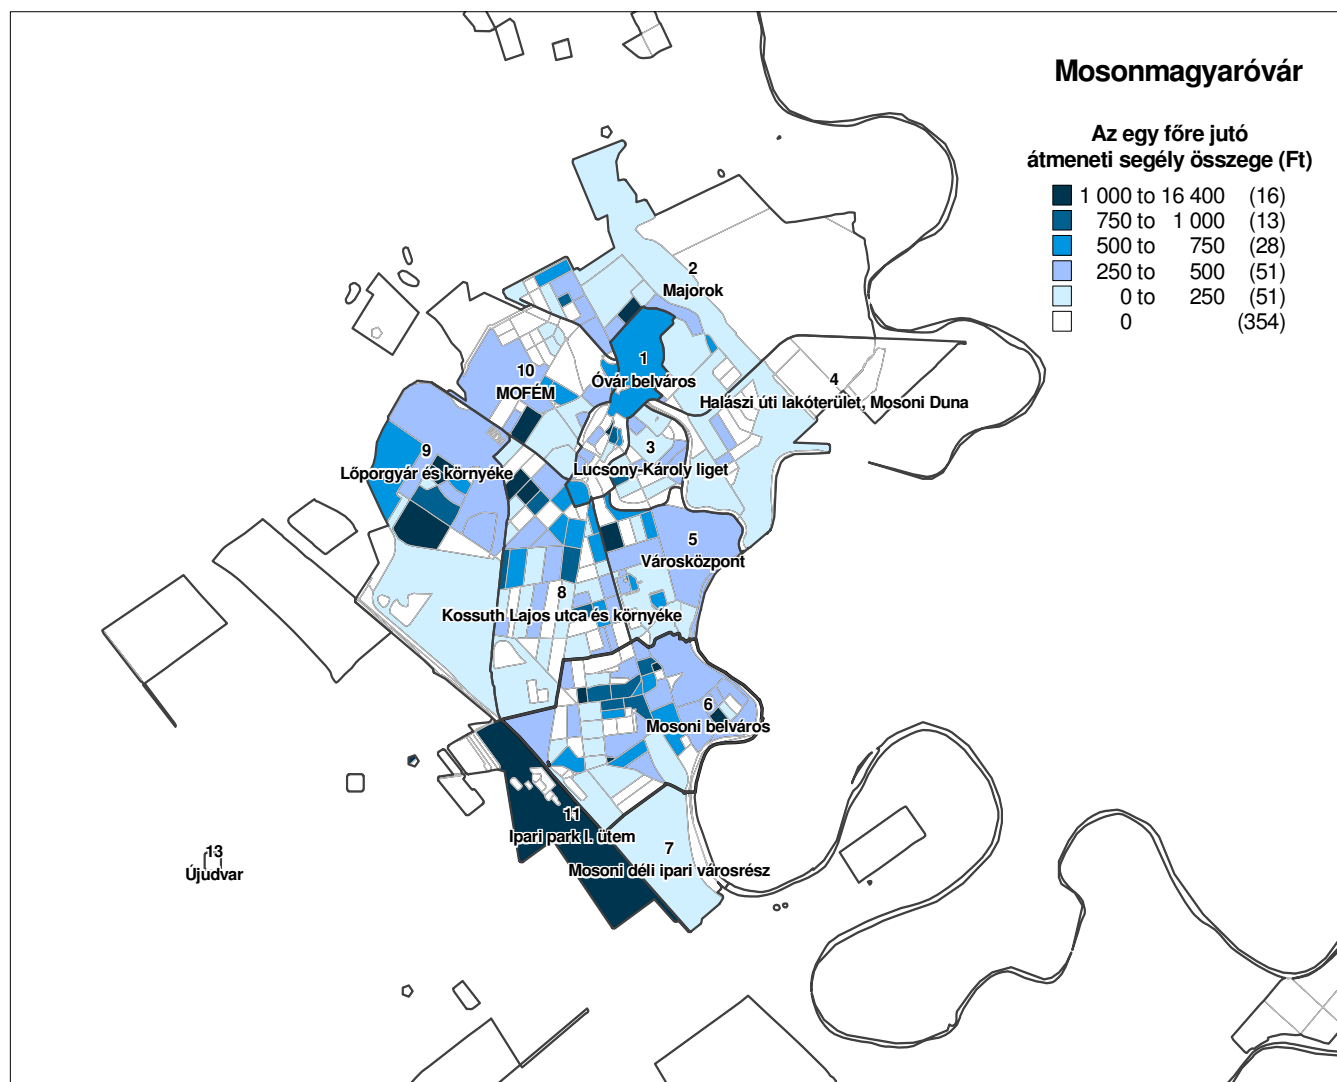 Mosonmagyaróvár
Az egy főre jutó
átmeneti segély összege (Ft)
1 000 to 16 400 (16)
750 to 1 000 (13)
500 to 750 (28)
250 to 500 (51)
0 to 250 (51)
0 (354)
2
Majorok
1
Óvár belváros
10
MOFÉM
4
Halászi úti lakóterület, Mosoni Duna
9
Lőporgyár és környéke
3
Lucsony-Károly liget
5
Városközpont
8
Kossuth Lajos utca és környéke
6
Mosoni belváros
11
Ipari park I. ütem
7
Mosoni déli ipari városrész
13
Újudvar